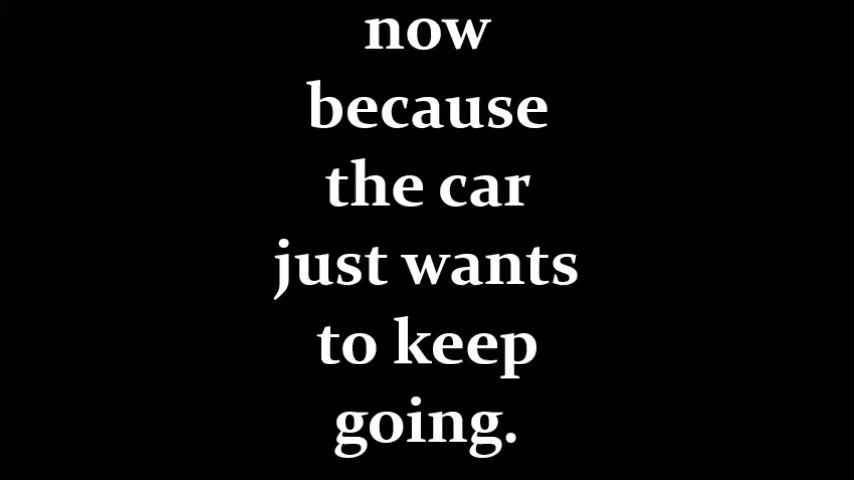 now
because
the car
just wants
to keep
going.